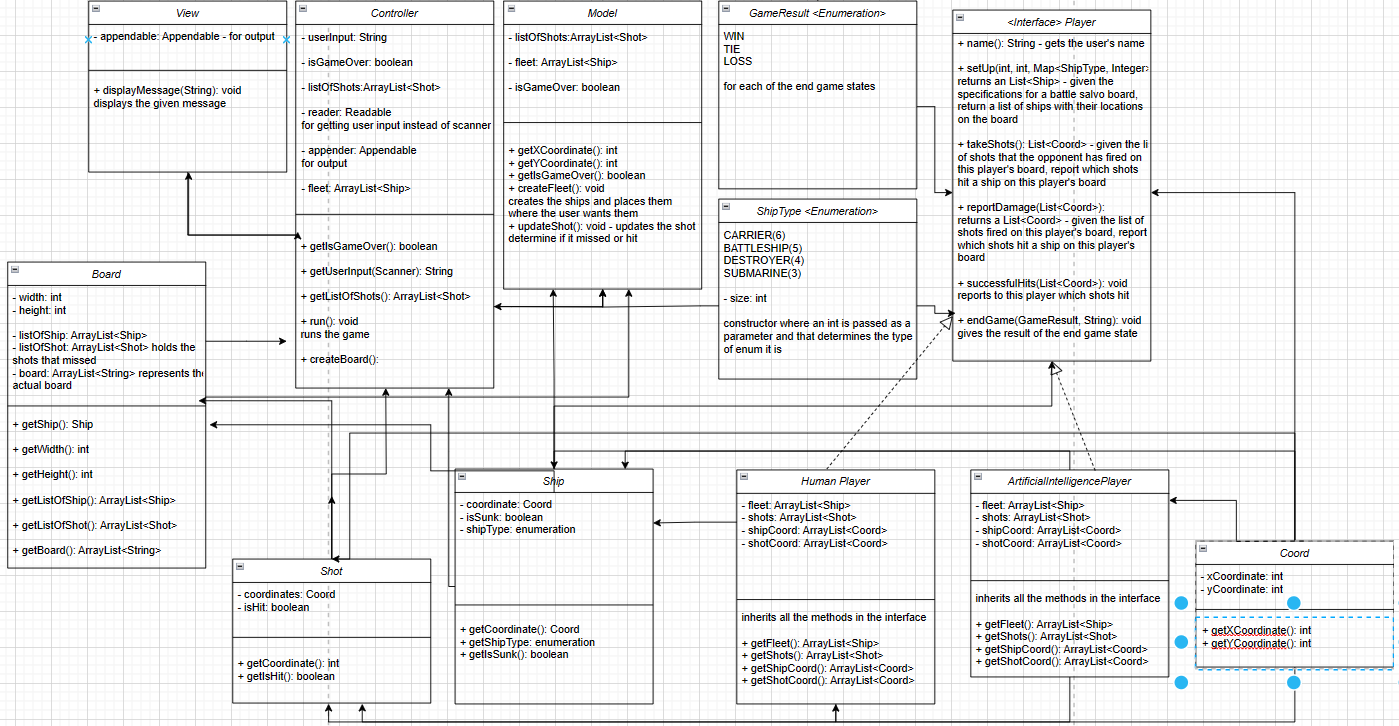 View
- appendable: Appendable - for output
+ displayMessage(String): void
displays the given message
Controller
- userInput: String
- isGameOver: boolean
- listOfShots:ArrayList<Shot>
- reader: Readable
for getting user input instead of scanner
- appender: Appendable
for output
- fleet: ArrayList<Ship>
+ getIsGameOver(): boolean
+ getUserInput(Scanner): String
+ getListOfShots(): ArrayList<Shot>
+ run(): void
runs the game
+ createBoard():
Model
- listOfShots:ArrayList<Shot>
- fleet: ArrayList<Ship>
- isGameOver: boolean
+ getXCoordinate(): int
+ getYCoordinate(): int
+ getIsGameOver(): boolean
+ createFleet(): void
creates the ships and places them
where the user wants them
+ updateShot(): void - updates the shot
determine if it missed or hit
GameResult <Enumeration>
WIN
TIE
LOSS
for each of the end game states
ShipType <Enumeration>
CARRIER(6)
BATTLESHIP(5)
DESTROYER(4)
SUBMARINE(3)
- size: int
constructor where an int is passed as a
parameter and that determines the type
of enum it is
<Interface> Player
+ name(): String - gets the user's name
+ setUp(int, int, Map<ShipType, Integer>
returns an List<Ship> - given the
specifications for a battle salvo board,
return a list of ships with their locations
on the board
+ takeShots(): List<Coord> - given the li
of shots that the opponent has fired on
this player's board, report which shots
hit a ship on this player's board
+ reportDamage(List<Coord>):
returns a List<Coord> - given the list of
shots fired on this player's board, report
which shots hit a ship on this player's
board
+ successfulHits(List<Coord>): void
reports to this player which shots hit
+ endGame(GameResult, String): void
gives the result of the end game state
Board
- width: int
- height: int
- listOfShip: ArrayList<Ship>
- listOfShot: ArrayList<Shot> holds the
shots that missed
- board: ArrayList<String> represents the
actual board
+ getShip(): Ship
+ getWidth(): int
+ getHeight(): int
+ getListOfShip(): ArrayList<Ship>
+ getListOfShot(): ArrayList<Shot>
+ getBoard(): ArrayList<String>
Shot
- coordinates: Coord
- isHit: boolean
+ getCoordinate(): int
+ getIsHit(): boolean
Ship
- coordinate: Coord
- isSunk: boolean
- shipType: enumeration
+ getCoordinate(): Coord
+ getShipType: enumeration
+ getIsSunk(): boolean
Human Player
- fleet: ArrayList<Ship>
- shots: ArrayList<Shot>
- shipCoord: ArrayList<Coord>
- shotCoord: ArrayList<Coord>
inherits all the methods in the interface
+ getFleet(): ArrayList<Ship>
+ getShots(): ArrayList<Shot>
+ getShipCoord(): ArrayList<Coord>
+ getShotCoord(): ArrayList<Coord>
ArtificialIntelligencePlayer
- fleet: ArrayList<Ship>
- shots: ArrayList<Shot>
- shipCoord: ArrayList<Coord>
- shotCoord: ArrayList<Coord>
inherits all the methods in the interface
+ getFleet(): ArrayList<Ship>
+ getShots(): ArrayList<Shot>
+ getShipCoord(): ArrayList<Coord>
+ getShotCoord(): ArrayList<Coord>
Coord
- xCoordinate: int
- yCoordinate: int
+ getXCoordinate(): int
+ getYCoordinate(): int